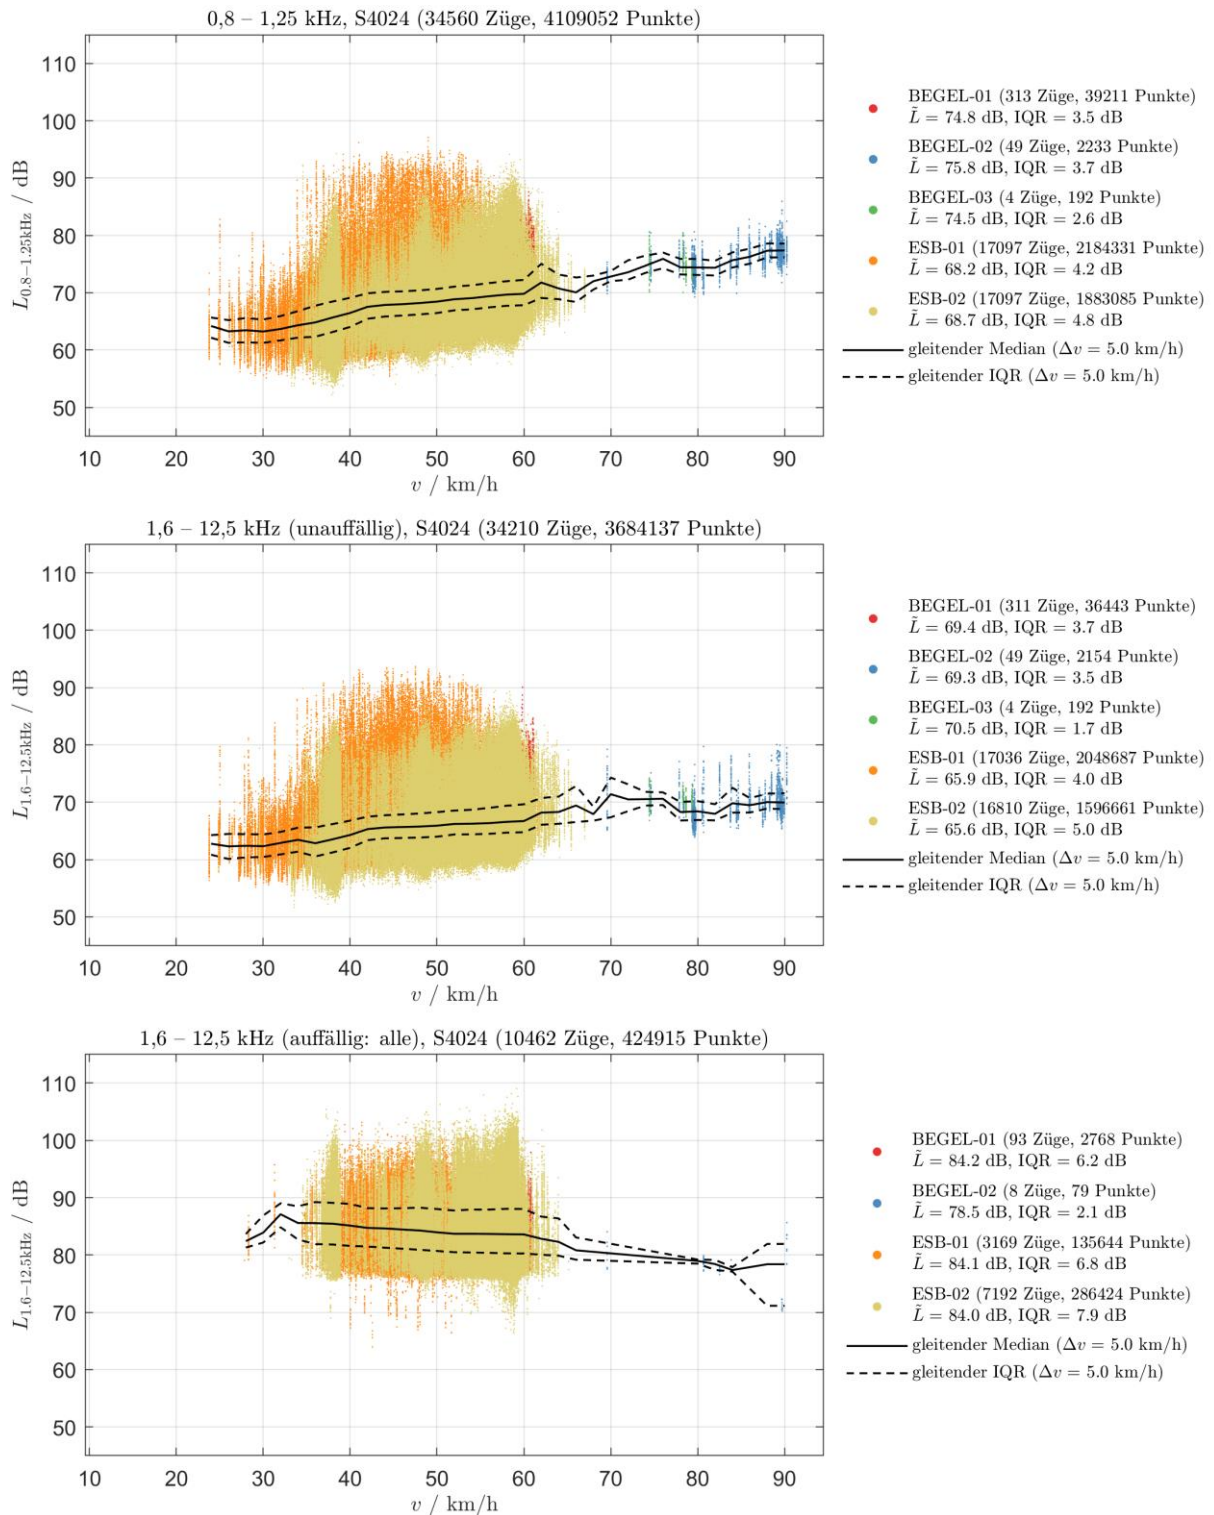 0,8 – 1,25 kHz, S4024 (34560 Züge, 4109052 Punkte)
110
100
90
80
70
60
50
L0.8−1.25kHz / dB
10 20 30 40 50 60 70 80 90
v / km/h
BEGEL-01 (313 Züge, 39211 Punkte)
L̃ = 74.8 dB, IQR = 3.5 dB
BEGEL-02 (49 Züge, 2233 Punkte)
L̃ = 75.8 dB, IQR = 3.7 dB
BEGEL-03 (4 Züge, 192 Punkte)
L̃ = 74.5 dB, IQR = 2.6 dB
ESB-01 (17097 Züge, 2184331 Punkte)
L̃ = 68.2 dB, IQR = 4.2 dB
ESB-02 (17097 Züge, 1883085 Punkte)
L̃ = 68.7 dB, IQR = 4.8 dB
gleitender Median (Δv = 5.0 km/h)
gleitender IQR (Δv = 5.0 km/h)
1,6 – 12,5 kHz (unauffällig), S4024 (34210 Züge, 3684137 Punkte)
110
100
90
80
70
60
50
L1.6−12.5kHz / dB
10 20 30 40 50 60 70 80 90
v / km/h
BEGEL-01 (311 Züge, 36443 Punkte)
L̃ = 69.4 dB, IQR = 3.7 dB
BEGEL-02 (49 Züge, 2154 Punkte)
L̃ = 69.3 dB, IQR = 3.5 dB
BEGEL-03 (4 Züge, 192 Punkte)
L̃ = 70.5 dB, IQR = 1.7 dB
ESB-01 (17036 Züge, 2048687 Punkte)
L̃ = 65.9 dB, IQR = 4.0 dB
ESB-02 (16810 Züge, 1596661 Punkte)
L̃ = 65.6 dB, IQR = 5.0 dB
gleitender Median (Δv = 5.0 km/h)
gleitender IQR (Δv = 5.0 km/h)
1,6 – 12,5 kHz (auffällig: alle), S4024 (10462 Züge, 424915 Punkte)
110
100
90
80
70
60
50
L1.6−12.5kHz / dB
10 20 30 40 50 60 70 80 90
v / km/h
BEGEL-01 (93 Züge, 2768 Punkte)
L̃ = 84.2 dB, IQR = 6.2 dB
BEGEL-02 (8 Züge, 79 Punkte)
L̃ = 78.5 dB, IQR = 2.1 dB
ESB-01 (3169 Züge, 135644 Punkte)
L̃ = 84.1 dB, IQR = 6.8 dB
ESB-02 (7192 Züge, 286424 Punkte)
L̃ = 84.0 dB, IQR = 7.9 dB
gleitender Median (Δv = 5.0 km/h)
gleitender IQR (Δv = 5.0 km/h)